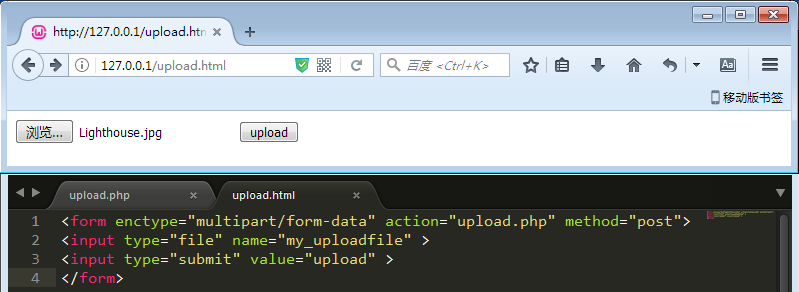 http://127.0.0.1/upload.htm
127.0.0.1/upload.html
百度 <Ctrl+K>
移动版书签
浏览... Lighthouse.jpg upload
upload.php upload.html
1 <form enctype="multipart/form-data" action="upload.php" method="post">
2 <input type="file" name="my_uploadfile" >
3 <input type="submit" value="upload" >
4 </form>